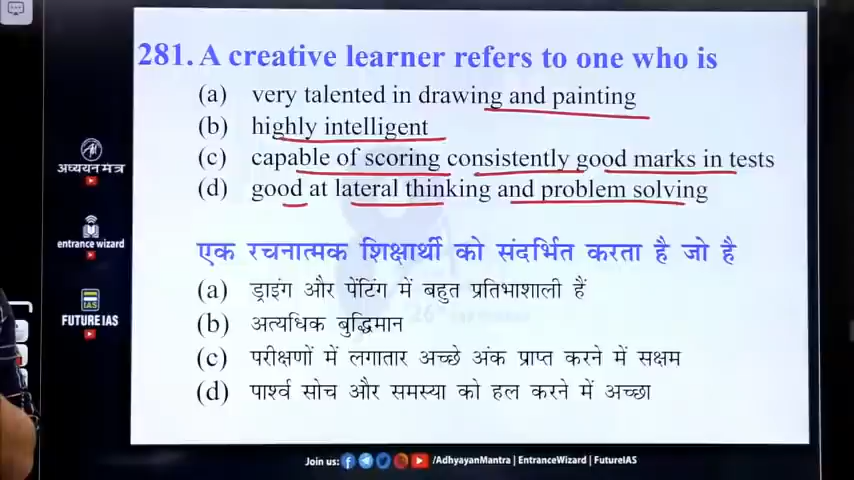 281. A creative learner refers to one who is
(a) very talented in drawing and painting
(b) highly intelligent
(c) capable of scoring consistently good marks in tests
(d) good at lateral thinking and problem solving
एक रचनात्मक शिक्षार्थी को संदर्भित करता है जो है
(a) ड्राइंग और पेंटिंग में बहुत प्रतिभाशाली हैं
(b) अत्यधिक बुद्धिमान
(c) परीक्षणों में लगातार अच्छे अंक प्राप्त करने में सक्षम
(d) पार्श्व सोच और समस्या को हल करने में अच्छा
अध्ययन मंत्र
entrance wizard
IAS
FUTURE IAS
Join us: /AdhyayanMantra | EntranceWizard | FutureIAS